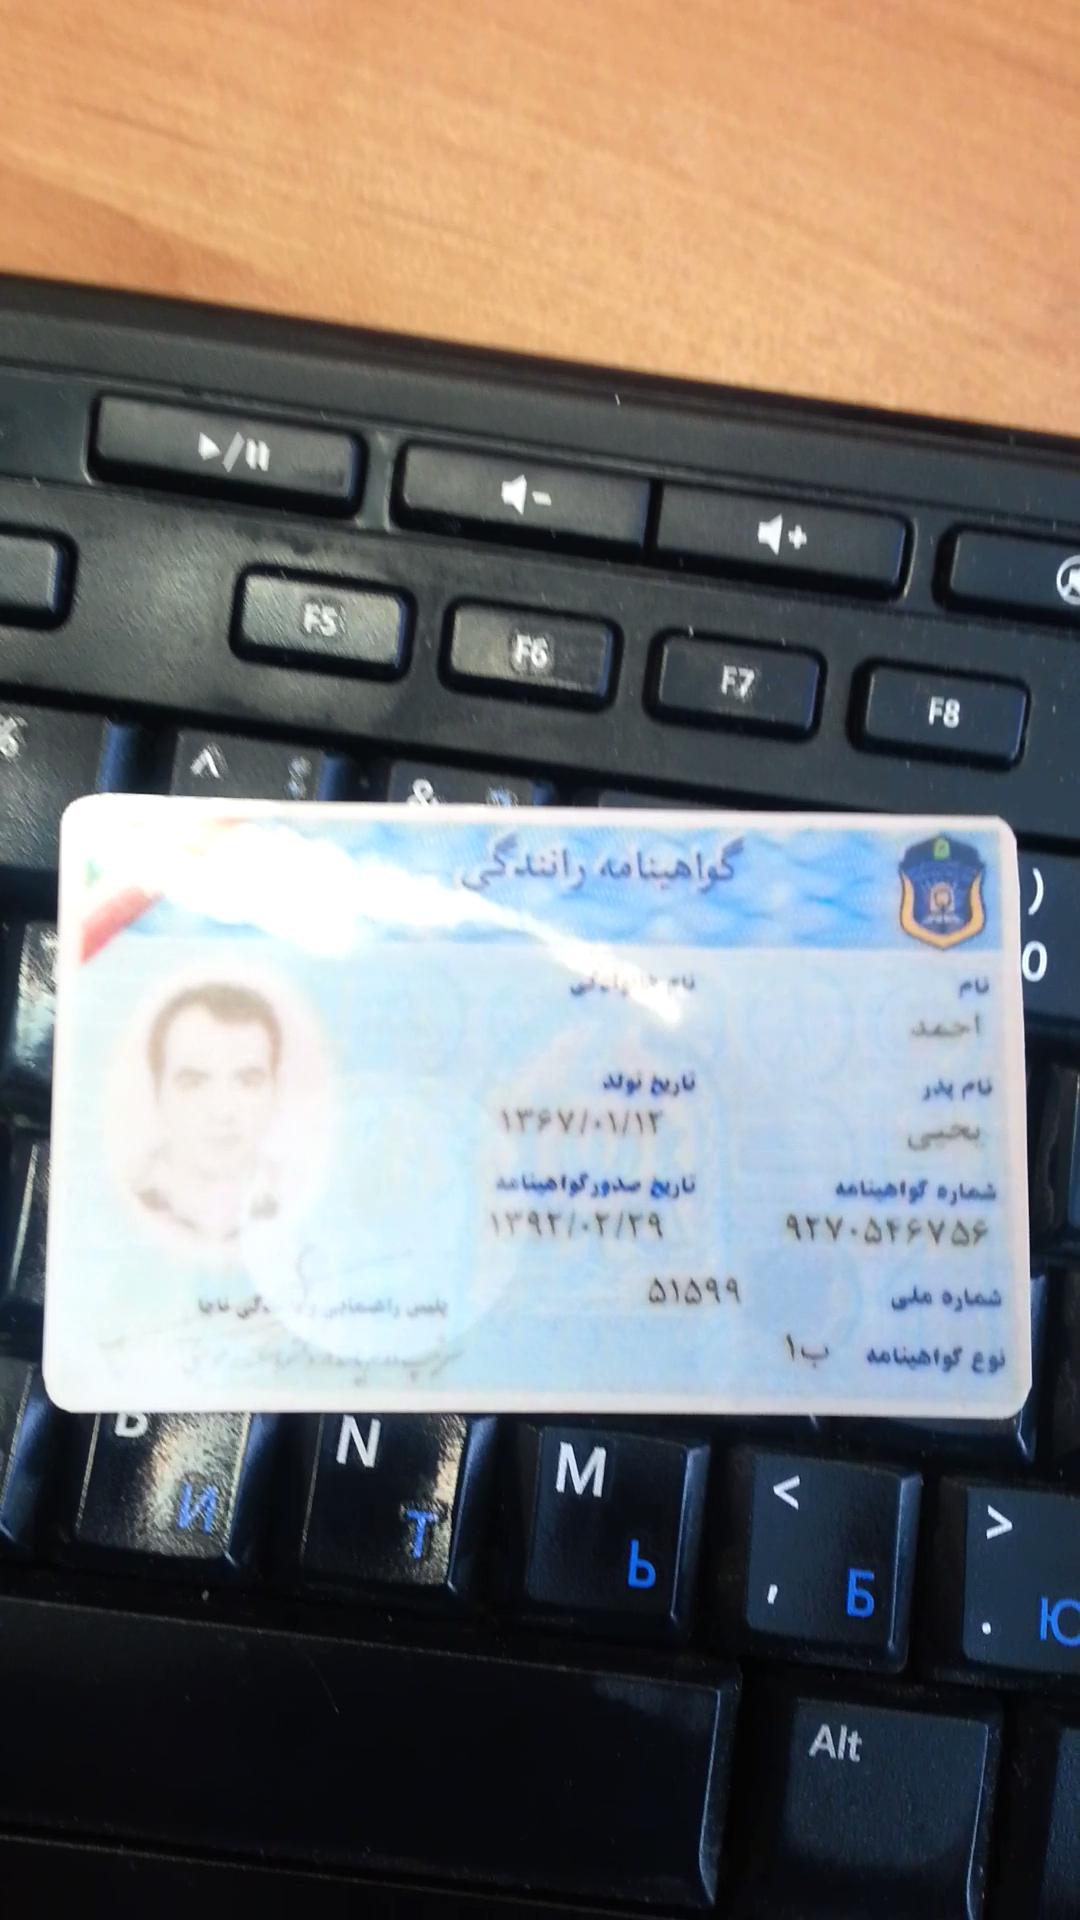 F5
F6
F7
F8
^
&
)
0
گواهینامه رانندگی
نام
نام خانوادگی
احمد
نام پدر
تاریخ تولد
یحیی
۱۳۶۷/۰۱/۱۲
شماره گواهینامه
تاریخ صدور گواهینامه
۹۲۷۰۵۴۶۷۵۶
۱۳۹۲/۰۲/۲۹
شماره ملی
۵۱۵۹۹
نوع گواهینامه
ب۱
پلیس راهنمایی و رانندگی ناجا
B И
N Т
M Ь
< , Б
> . Ю
Alt